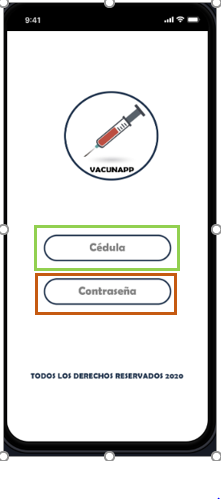 9:41
VACUNAPP
Cédula
Contraseña
TODOS LOS DERECHOS RESERVADOS 2020